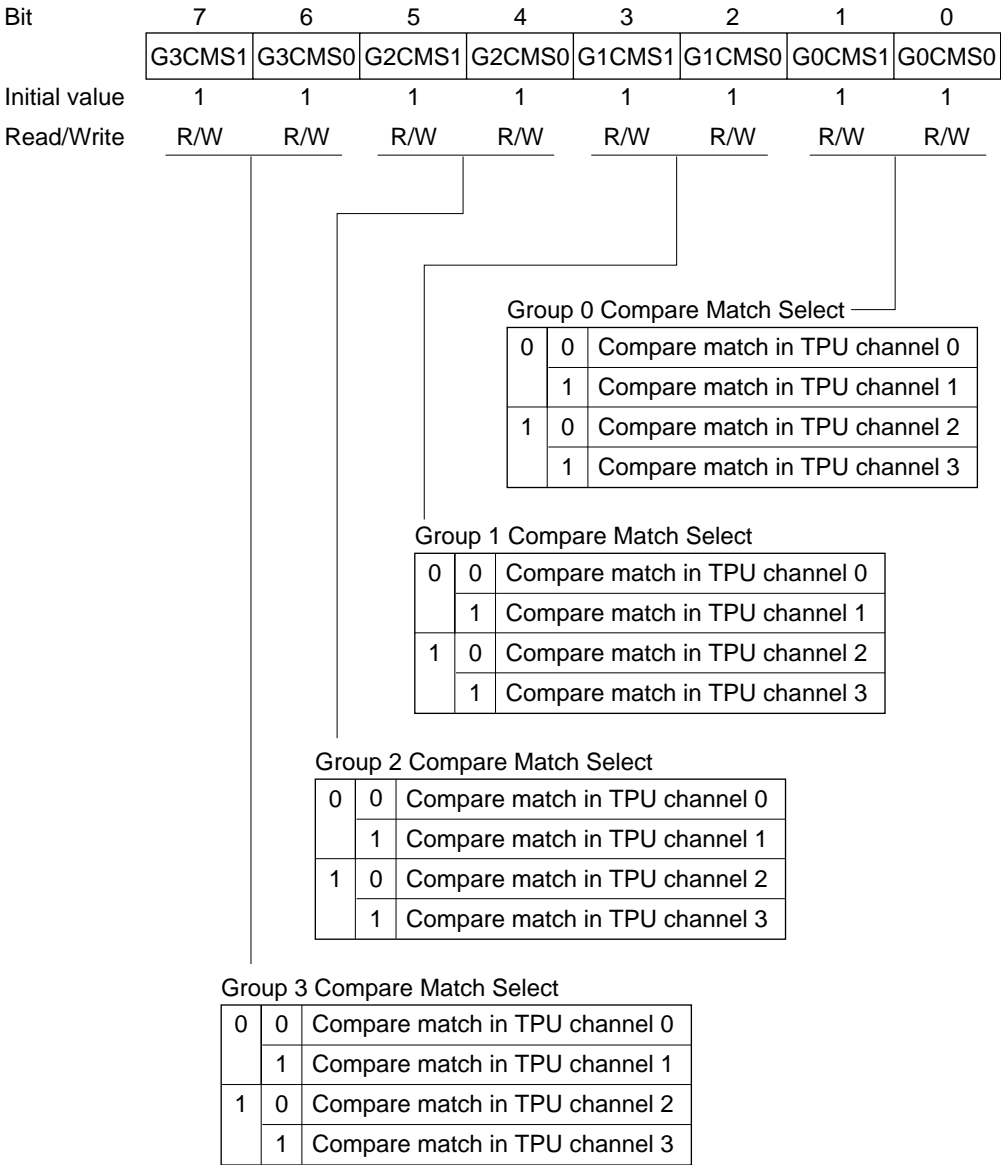 Bit 7 6 5 4 3 2 1 0
G3CMS1 G3CMS0 G2CMS1 G2CMS0 G1CMS1 G1CMS0 G0CMS1 G0CMS0
Initial value 1 1 1 1 1 1 1 1
Read/Write R/W R/W R/W R/W R/W R/W R/W R/W
Group 0 Compare Match Select
0 0 Compare match in TPU channel 0
1 Compare match in TPU channel 1
1 0 Compare match in TPU channel 2
1 Compare match in TPU channel 3
Group 1 Compare Match Select
0 0 Compare match in TPU channel 0
1 Compare match in TPU channel 1
1 0 Compare match in TPU channel 2
1 Compare match in TPU channel 3
Group 2 Compare Match Select
0 0 Compare match in TPU channel 0
1 Compare match in TPU channel 1
1 0 Compare match in TPU channel 2
1 Compare match in TPU channel 3
Group 3 Compare Match Select
0 0 Compare match in TPU channel 0
1 Compare match in TPU channel 1
1 0 Compare match in TPU channel 2
1 Compare match in TPU channel 3